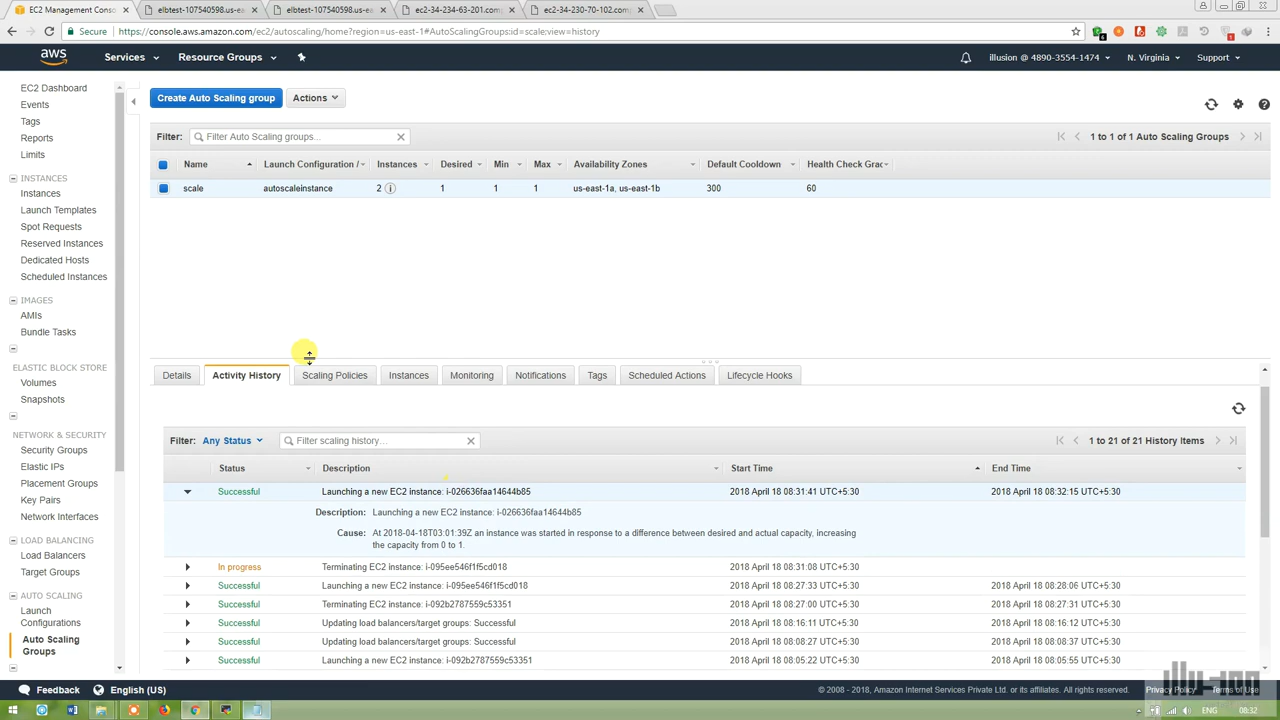 EC2 Management Con
elbtest-107540598.us-ea
elbtest-107540598.us-ea
ec2-34-234-63-201.comp
ec2-34-230-70-102.comp
Secure
https://console.aws.amazon.com/ec2/autoscaling/home?region=us-east-1#AutoScalingGroups:id=scale;view=history
aws
Services
Resource Groups
illusion @ 4890-3554-1474
N. Virginia
Support
EC2 Dashboard
Events
Tags
Reports
Limits
INSTANCES
Instances
Launch Templates
Spot Requests
Reserved Instances
Dedicated Hosts
Scheduled Instances
IMAGES
AMIs
Bundle Tasks
ELASTIC BLOCK STORE
Volumes
Snapshots
NETWORK & SECURITY
Security Groups
Elastic IPs
Placement Groups
Key Pairs
Network Interfaces
LOAD BALANCING
Load Balancers
Target Groups
AUTO SCALING
Launch
Configurations
Auto Scaling
Groups
Create Auto Scaling group
Actions
Filter:
Filter Auto Scaling groups...
1 to 1 of 1 Auto Scaling Groups
Name Launch Configuration / Instances Desired Min Max Availability Zones Default Cooldown Health Check Grac
scale autoscaleinstance 2 1 1 1 us-east-1a, us-east-1b 300 60
Details
Activity History
Scaling Policies
Instances
Monitoring
Notifications
Tags
Scheduled Actions
Lifecycle Hooks
Filter: Any Status
Filter scaling history...
1 to 21 of 21 History Items
Status Description Start Time End Time
Successful Launching a new EC2 instance: i-026636faa14644b85 2018 April 18 08:31:41 UTC+5:30 2018 April 18 08:32:15 UTC+5:30
Description: Launching a new EC2 instance: i-026636faa14644b85
Cause: At 2018-04-18T03:01:39Z an instance was started in response to a difference between desired and actual capacity, increasing
the capacity from 0 to 1.
In progress Terminating EC2 instance: i-095ee546f1f5cd018 2018 April 18 08:31:08 UTC+5:30
Successful Launching a new EC2 instance: i-095ee546f1f5cd018 2018 April 18 08:27:33 UTC+5:30 2018 April 18 08:28:06 UTC+5:30
Successful Terminating EC2 instance: i-092b2787559c53351 2018 April 18 08:27:00 UTC+5:30 2018 April 18 08:27:31 UTC+5:30
Successful Updating load balancers/target groups: Successful 2018 April 18 08:16:11 UTC+5:30 2018 April 18 08:16:12 UTC+5:30
Successful Updating load balancers/target groups: Successful 2018 April 18 08:08:27 UTC+5:30 2018 April 18 08:08:37 UTC+5:30
Successful Launching a new EC2 instance: i-092b2787559c53351 2018 April 18 08:05:22 UTC+5:30 2018 April 18 08:05:55 UTC+5:30
Feedback
English (US)
© 2008 - 2018, Amazon Internet Services Private Ltd. or its affiliates. All rights reserved.
Privacy Policy
Terms of Use
ENG
08:32